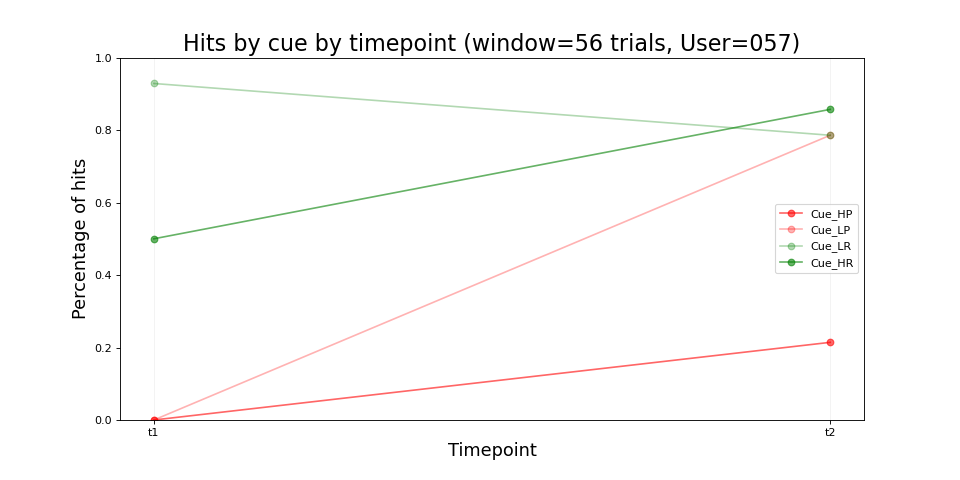 Hits by cue by timepoint (window=56 trials, User=057)
1.0
0.8
0.6
0.4
0.2
0.0
Percentage of hits
Cue_HP
Cue_LP
Cue_LR
Cue_HR
t1
t2
Timepoint